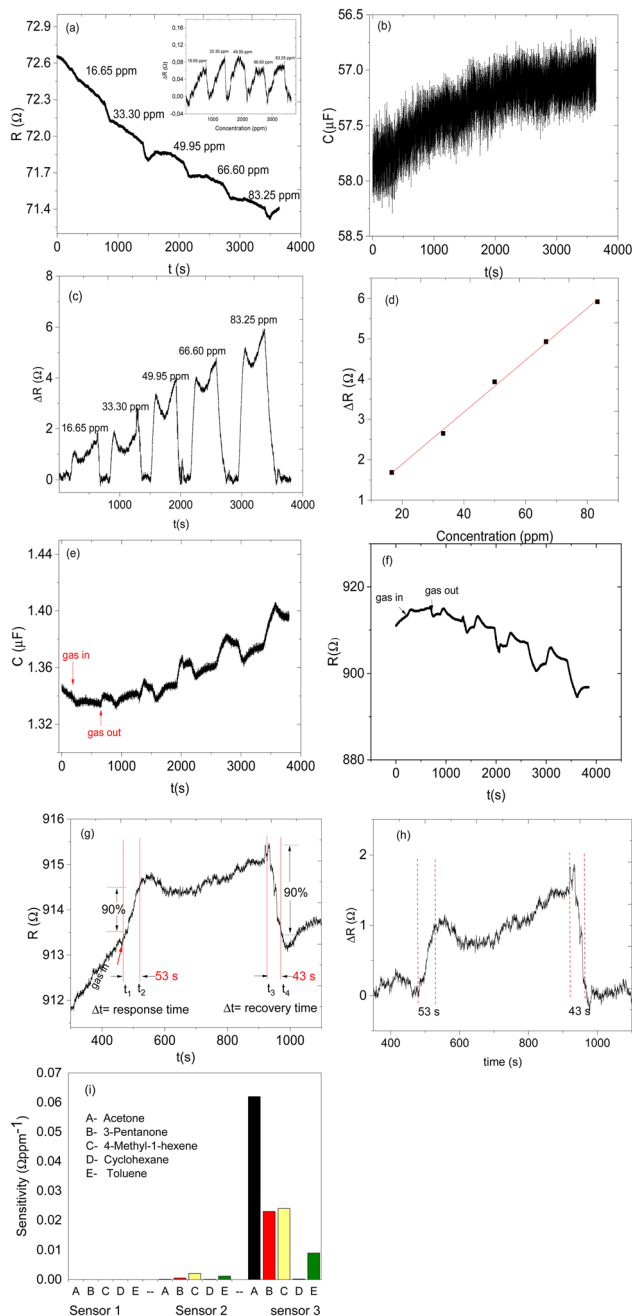 (a)
72.9
72.6
72.3
72.0
71.7
71.4
R (Ω)
16.65 ppm
33.30 ppm
49.95 ppm
66.60 ppm
83.25 ppm
0 1000 2000 3000 4000
t (s)
0,16
0,12
0,08
0,04
0,00
-0,04
ΔR (Ω)
16.65 ppm
33.30 ppm
49.95 ppm
66.60 ppm
83.25 ppm
1000 2000 3000
Concentration (ppm)
(b)
56.5
57.0
57.5
58.0
58.5
C(μF)
0 1000 2000 3000 4000
t(s)
(c)
8
6
4
2
0
ΔR (Ω)
16.65 ppm
33.30 ppm
49.95 ppm
66.60 ppm
83.25 ppm
0 1000 2000 3000 4000
t(s)
(d)
6
5
4
3
2
1
ΔR (Ω)
20 40 60 80
Concentration (ppm)
(e)
1.44
1.40
1.36
1.32
C (μF)
gas in
gas out
0 1000 2000 3000 4000
t(s)
(f)
920
900
880
R(Ω)
gas in
gas out
0 1000 2000 3000 4000
t(s)
(g)
916
915
914
913
912
R (Ω)
90%
90%
gas in
53 s
43 s
t1 t2
t3 t4
Δt= response time
Δt= recovery time
400 600 800 1000
t(s)
(h)
2
1
0
ΔR (Ω)
53 s
43 s
400 600 800 1000
time (s)
(i)
0.07
0.06
0.05
0.04
0.03
0.02
0.01
0.00
Sensitivity (Ωppm⁻¹)
A- Acetone
B- 3-Pentanone
C- 4-Methyl-1-hexene
D- Cyclohexane
E- Toluene
A B C D E -- A B C D E -- A B C D E
Sensor 1 Sensor 2 sensor 3